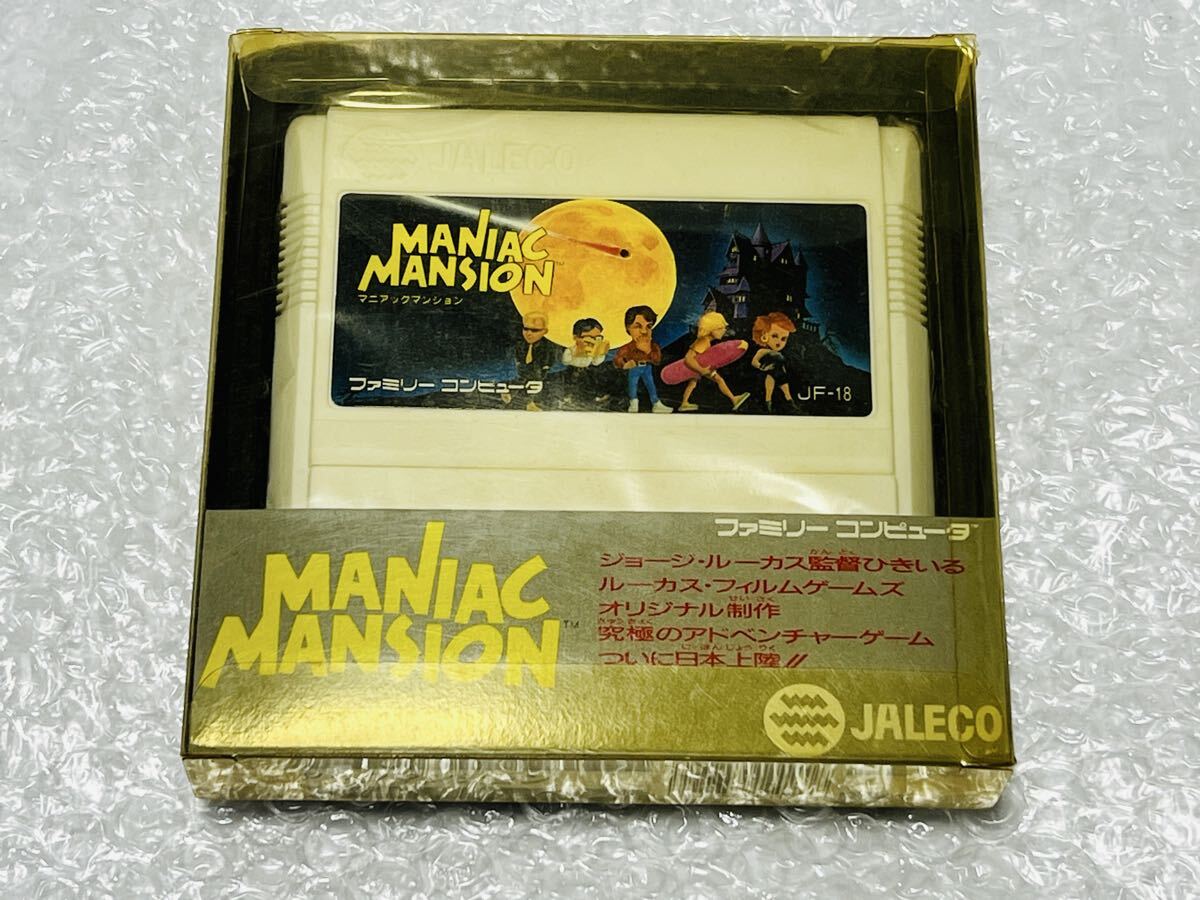 JALECO
MANIAC
MANSION™
マニアックマンション
ファミリー コンピュータ
JF-18
ファミリー コンピュータ™
MANIAC
MANSION™
ジョージ・ルーカス監督ひきいる
ルーカス・フィルムゲームズ
オリジナル制作
究極のアドベンチャーゲーム
ついに日本上陸!!
JALECO